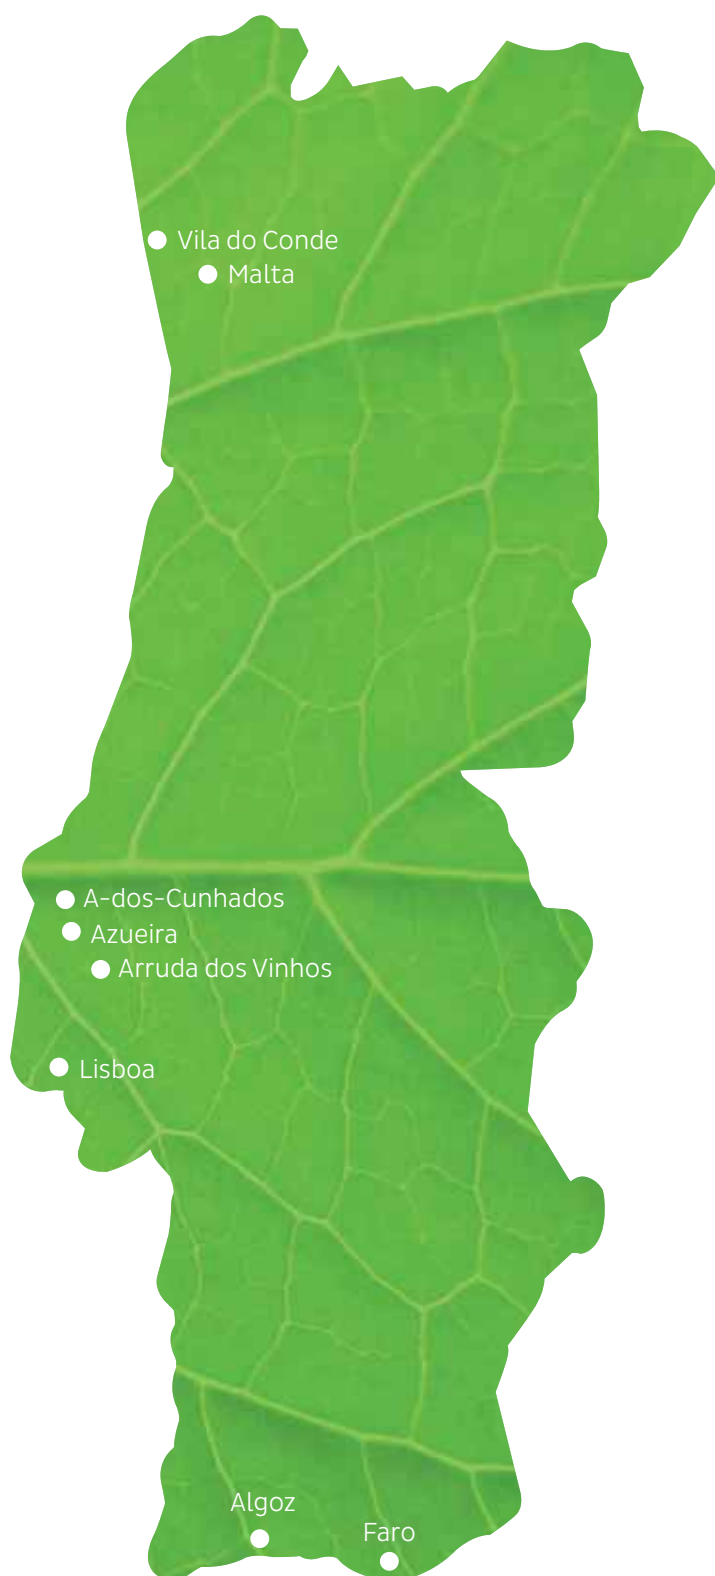 Vila do Conde
Malta
A-dos-Cunhados
Azueira
Arruda dos Vinhos
Lisboa
Algoz
Faro